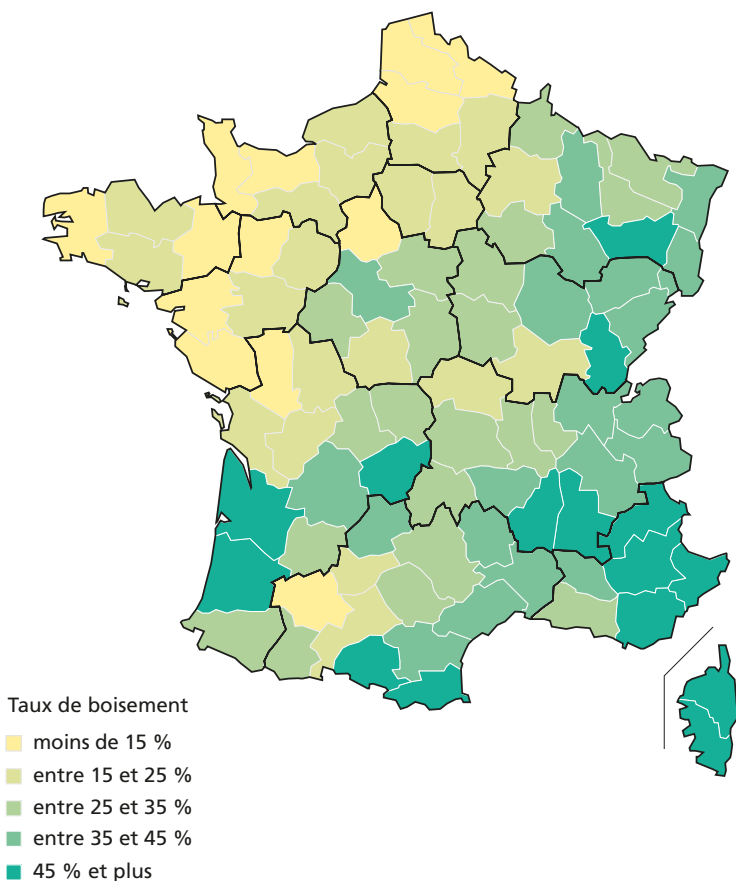 Taux de boisement
moins de 15 %
entre 15 et 25 %
entre 25 et 35 %
entre 35 et 45 %
45 % et plus